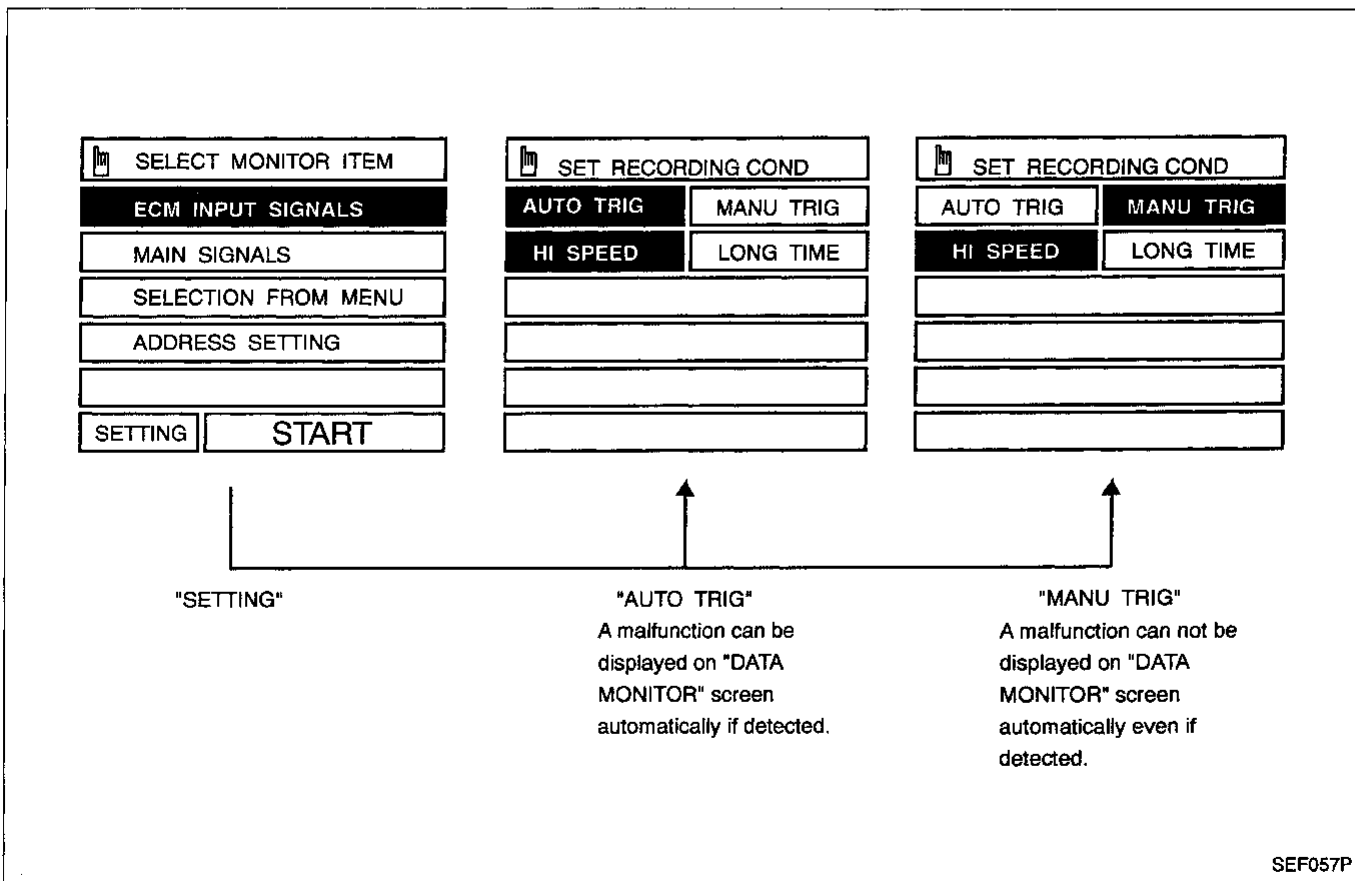 SELECT MONITOR ITEM
ECM INPUT SIGNALS
MAIN SIGNALS
SELECTION FROM MENU
ADDRESS SETTING
SETTING START
SET RECORDING COND
AUTO TRIG MANU TRIG
HI SPEED LONG TIME
SET RECORDING COND
AUTO TRIG MANU TRIG
HI SPEED LONG TIME
"SETTING"
"AUTO TRIG"
A malfunction can be
displayed on "DATA
MONITOR" screen
automatically if detected.
"MANU TRIG"
A malfunction can not be
displayed on "DATA
MONITOR" screen
automatically even if
detected.
SEF057P